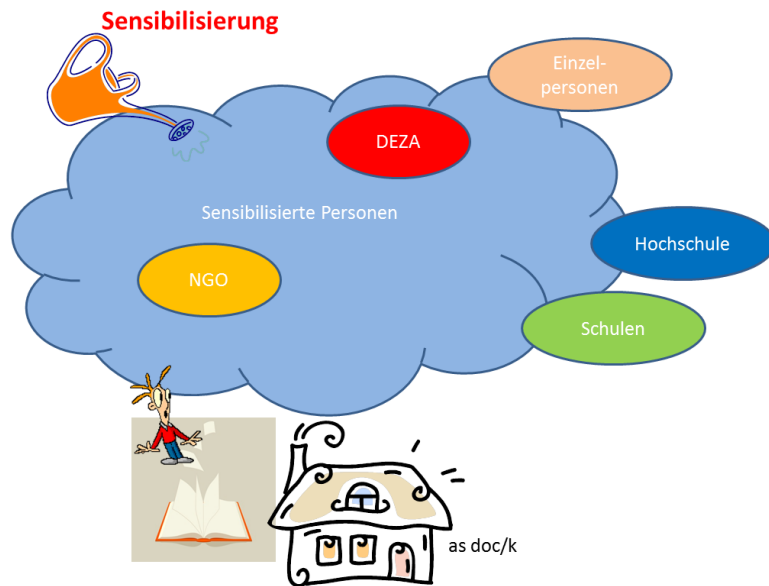 Sensibilisierung
Einzel-
personen
DEZA
Sensibilisierte Personen
Hochschule
NGO
Schulen
as doc/k